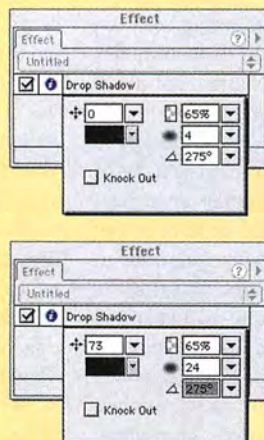 Effect
Effect ?
Untitled
Drop Shadow
0 65%
4
275°
Knock Out
Effect
Effect ?
Untitled
Drop Shadow
73 65%
24
275°
Knock Out